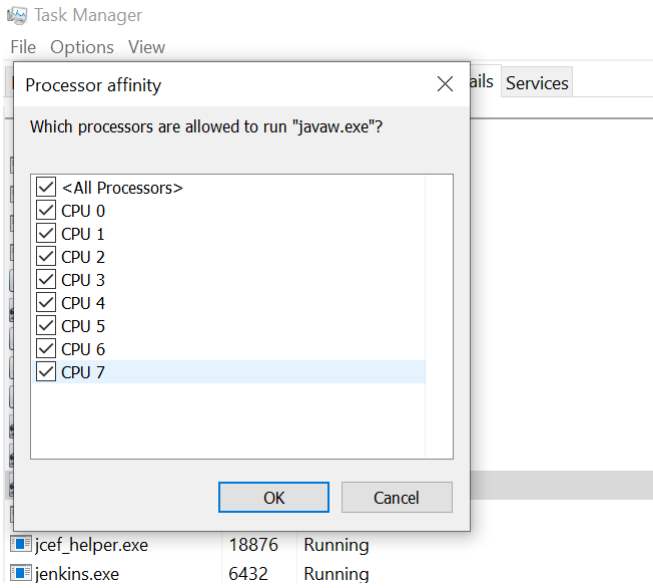 Task Manager
File Options View
Processor affinity
ails Services
Which processors are allowed to run "javaw.exe"?
<All Processors>
CPU 0
CPU 1
CPU 2
CPU 3
CPU 4
CPU 5
CPU 6
CPU 7
OK Cancel
jcef_helper.exe 18876 Running
jenkins.exe 6432 Running